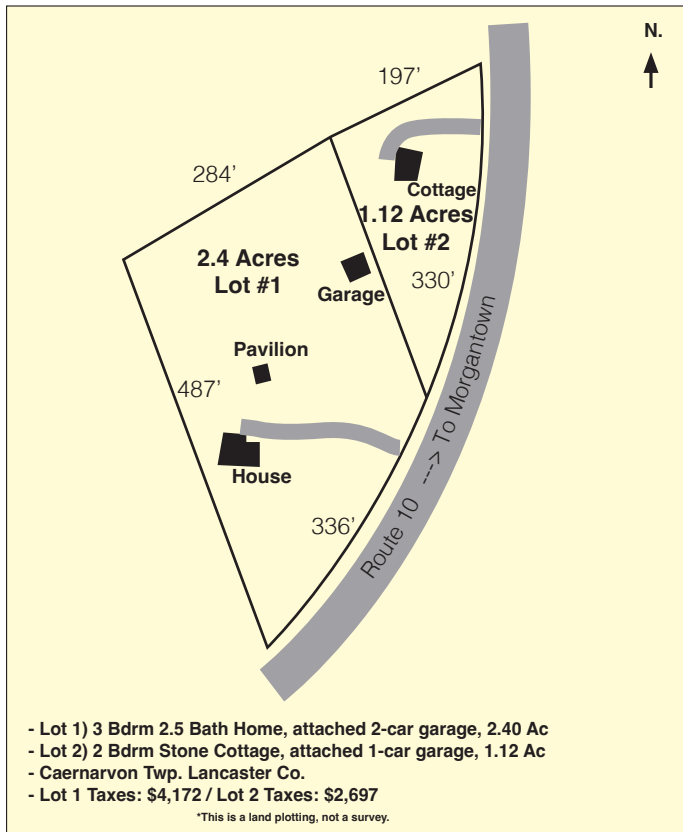 N.
197’
284’
Cottage
1.12 Acres
Lot #2
2.4 Acres
Lot #1
Garage
330’
Pavilion
487’
House
336’
Route 10 ----> To Morgantown
- Lot 1) 3 Bdrm 2.5 Bath Home, attached 2-car garage, 2.40 Ac
- Lot 2) 2 Bdrm Stone Cottage, attached 1-car garage, 1.12 Ac
- Caernarvon Twp. Lancaster Co.
- Lot 1 Taxes: $4,172 / Lot 2 Taxes: $2,697
*This is a land plotting, not a survey.